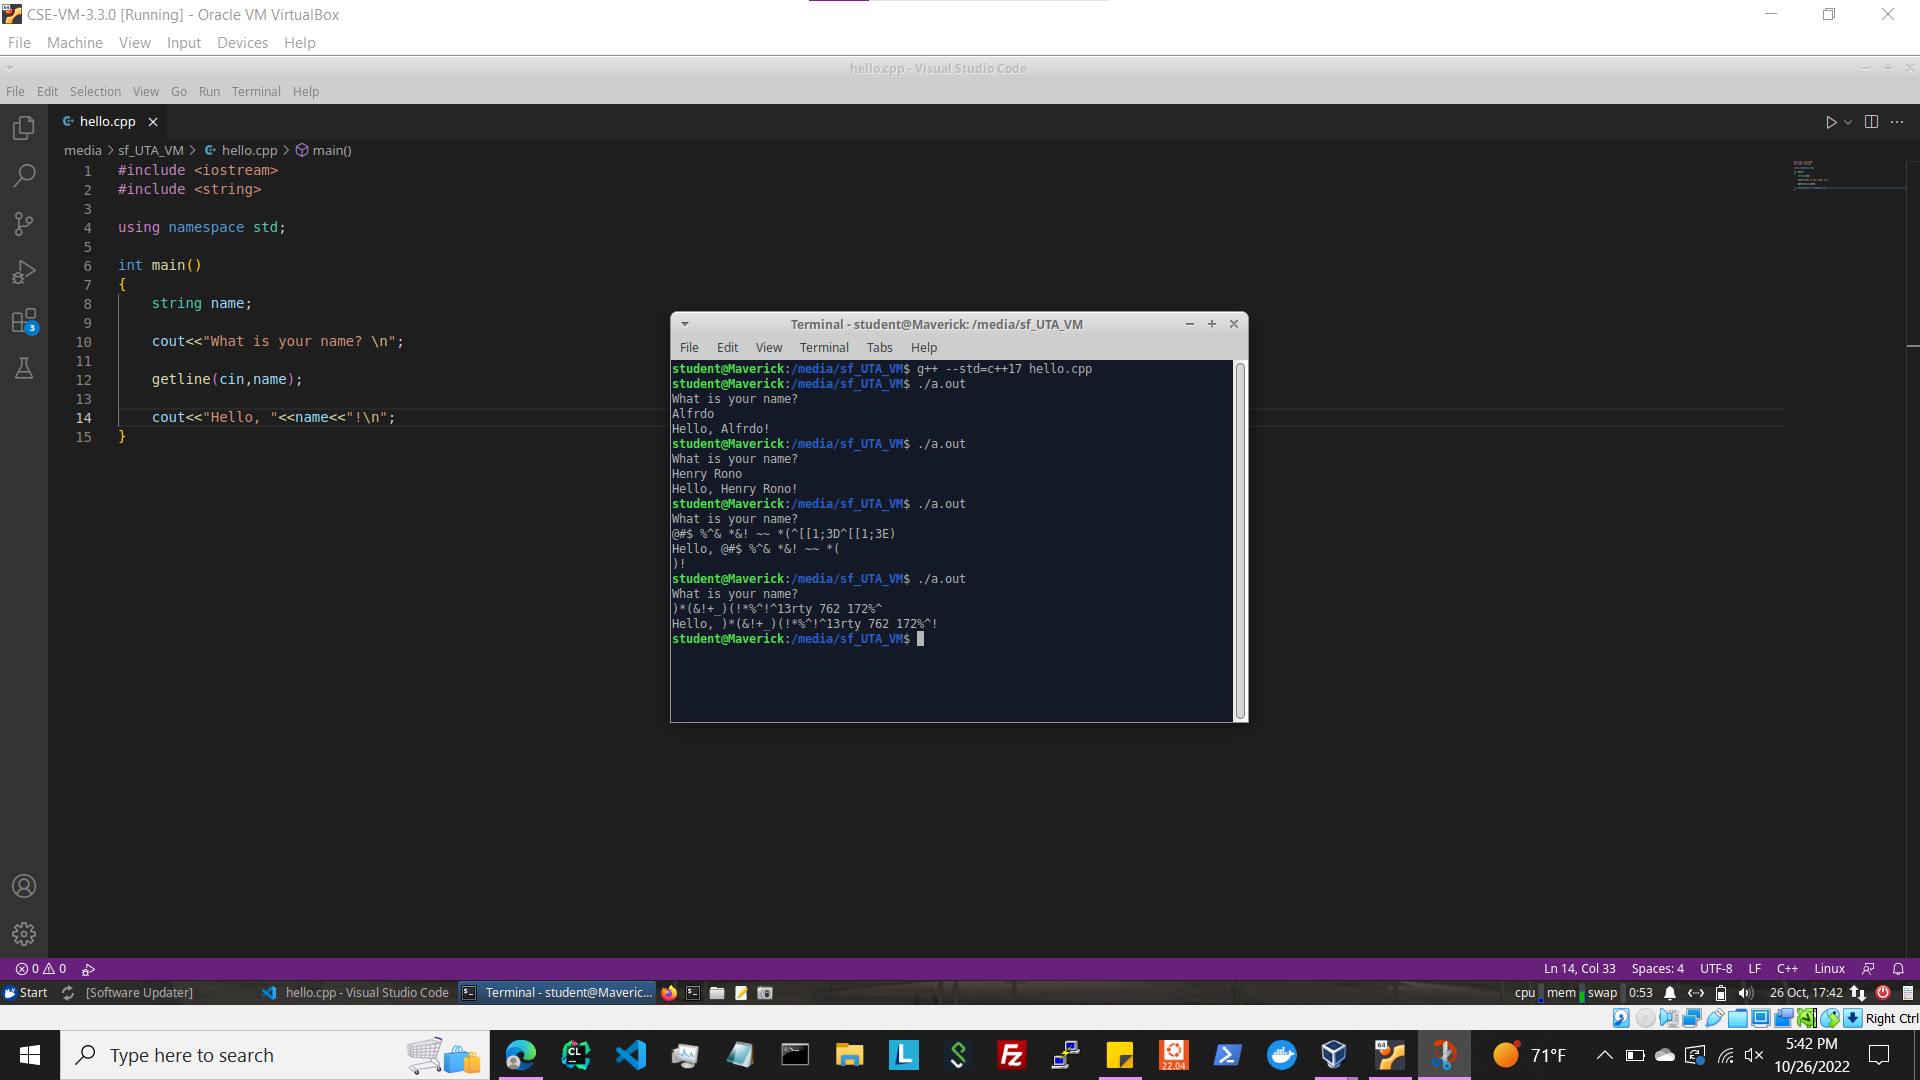 CSE-VM-3.3.0 [Running] - Oracle VM VirtualBox
File Machine View Input Devices Help
hello.cpp - Visual Studio Code
File Edit Selection View Go Run Terminal Help
hello.cpp
media > sf_UTA_VM > hello.cpp > main()
1 #include <iostream>
2 #include <string>
3
4 using namespace std;
5
6 int main()
7 {
8 string name;
9
10 cout<<"What is your name? \n";
11
12 getline(cin,name);
13
14 cout<<"Hello, "<<name<<"!\n";
15 }
3
Terminal - student@Maverick: /media/sf_UTA_VM
File Edit View Terminal Tabs Help
student@Maverick:/media/sf_UTA_VM$ g++ --std=c++17 hello.cpp
student@Maverick:/media/sf_UTA_VM$ ./a.out
What is your name?
Alfrdo
Hello, Alfrdo!
student@Maverick:/media/sf_UTA_VM$ ./a.out
What is your name?
Henry Rono
Hello, Henry Rono!
student@Maverick:/media/sf_UTA_VM$ ./a.out
What is your name?
@#$ %^& *&! ~~ *(^[[1;3D^[[1;3E)
Hello, @#$ %^& *&! ~~ *(
)!
student@Maverick:/media/sf_UTA_VM$ ./a.out
What is your name?
)*(&!+_)(!*%^!^13rty 762 172%^
Hello, )*(&!+_)(!*%^!^13rty 762 172%^!
student@Maverick:/media/sf_UTA_VM$
0 0 Ln 14, Col 33 Spaces: 4 UTF-8 LF C++ Linux
Start [Software Updater] hello.cpp - Visual Studio Code Terminal - student@Maveric... cpu mem swap 0:53 26 Oct, 17:42
Right Ctrl
Type here to search CL L Fz 22.04 64 71°F 5:42 PM
10/26/2022